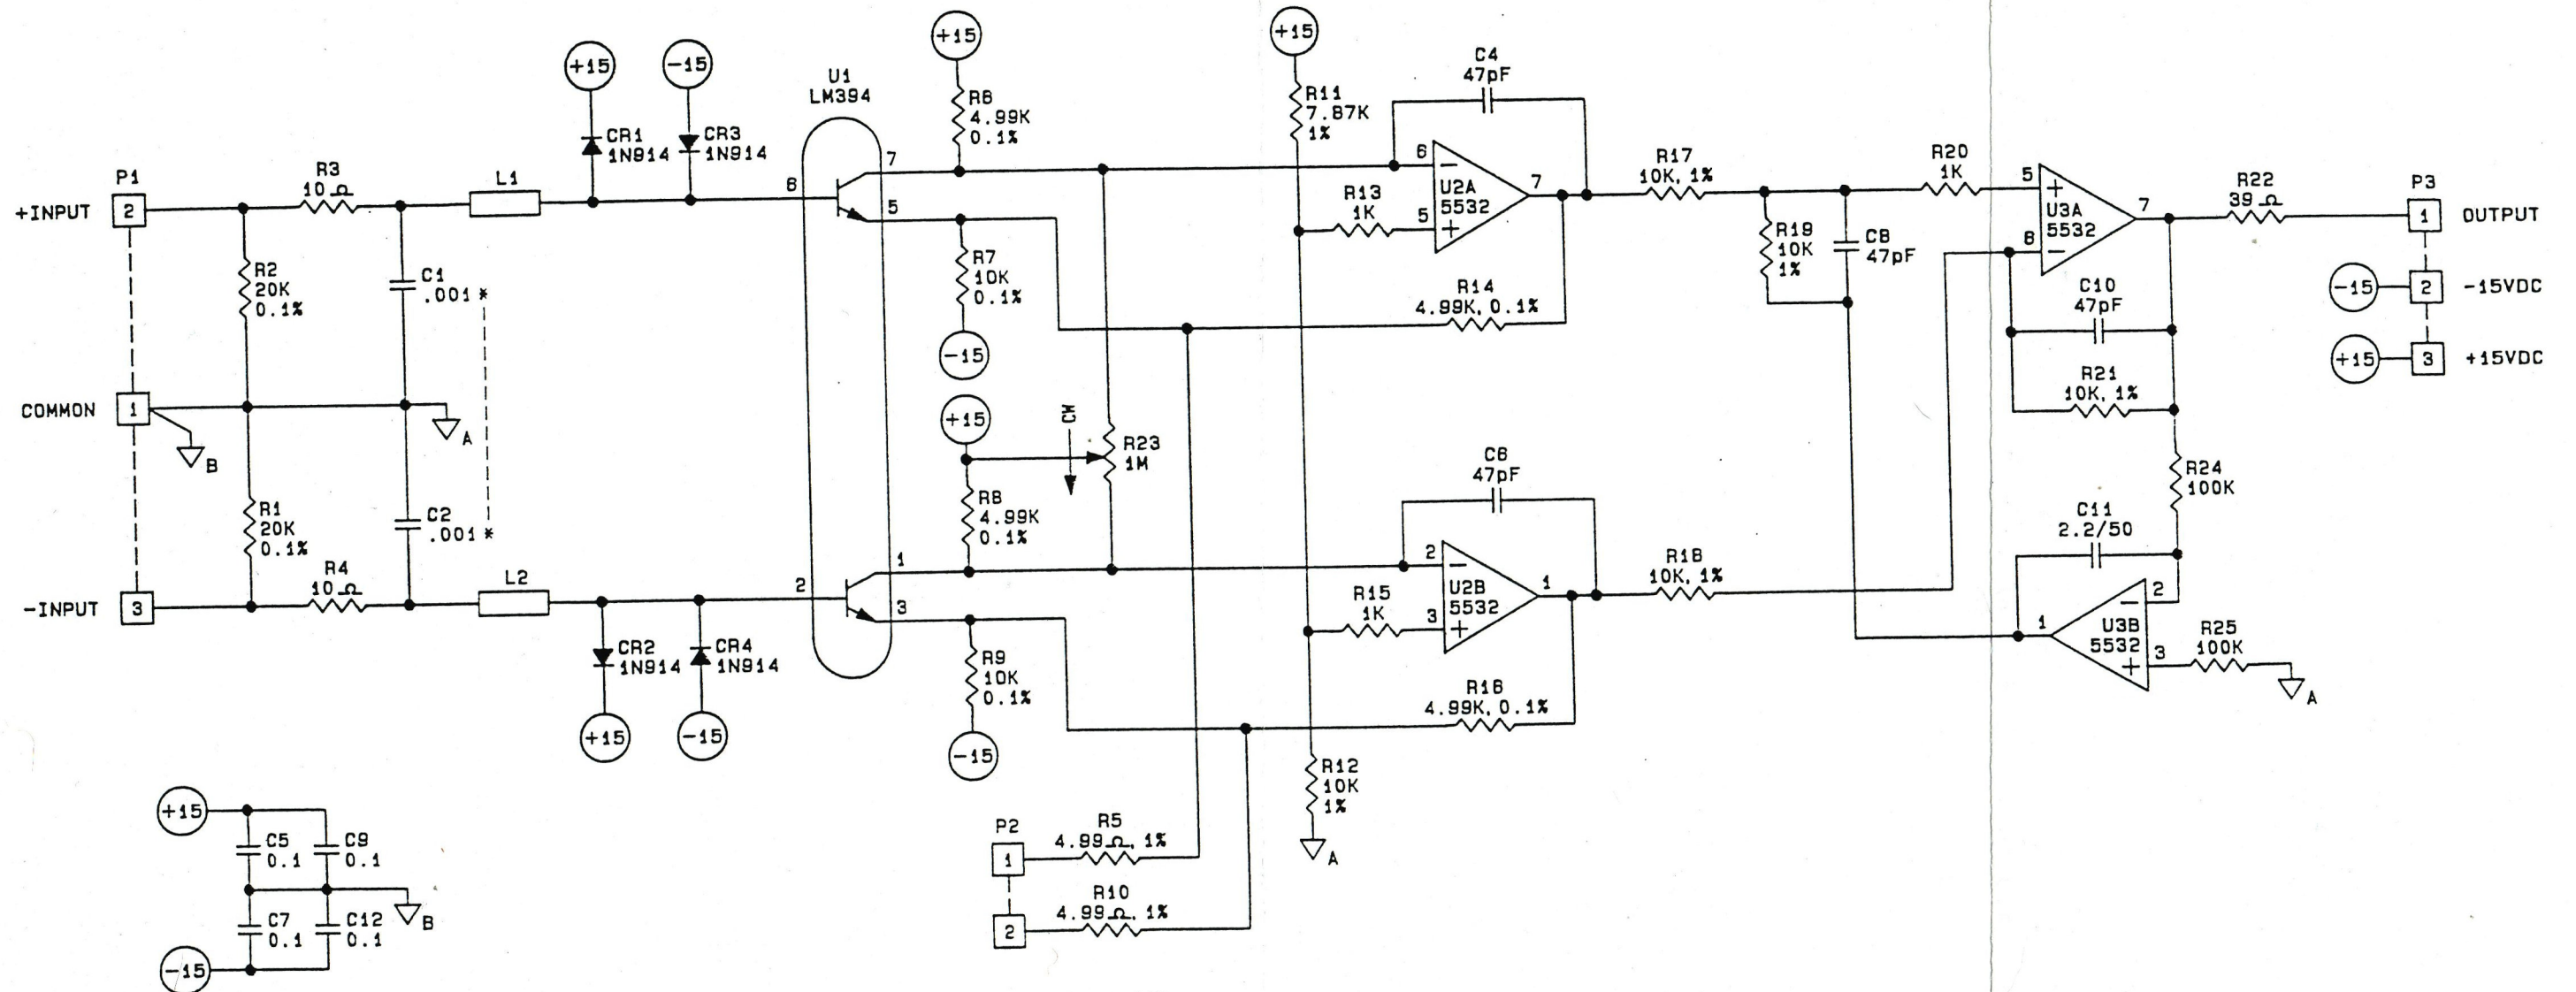 +15
+15
-15
+15
U1
LM394
R6
4.99K
0.1%
R11
7.87K
1%
C4
47pF
CR1
1N914
CR3
1N914
P1
+INPUT
2
R3
10Ω
L1
6
7
5
R7
10K
0.1%
-15
R13
1K
6
5
U2A
5532
7
R17
10K, 1%
R19
10K
1%
C8
47pF
R20
1K
5
6
U3A
5532
7
R22
39Ω
P3
1
OUTPUT
-15
2
-15VDC
+15
3
+15VDC
R2
20K
0.1%
C1
.001*
R14
4.99K, 0.1%
C10
47pF
R21
10K, 1%
COMMON
1
B
A
+15
CW
R23
1M
R8
4.99K
0.1%
R1
20K
0.1%
C2
.001*
C6
47pF
R24
100K
C11
2.2/50
-INPUT
3
R4
10Ω
L2
2
1
3
CR2
1N914
CR4
1N914
+15
-15
R9
10K
0.1%
-15
R15
1K
2
3
U2B
5532
1
R18
10K, 1%
R16
4.99K, 0.1%
1
2
3
U3B
5532
R25
100K
A
R12
10K
1%
A
+15
C5
0.1
C9
0.1
B
C7
0.1
C12
0.1
-15
P2
1
R5
4.99Ω, 1%
2
R10
4.99Ω, 1%